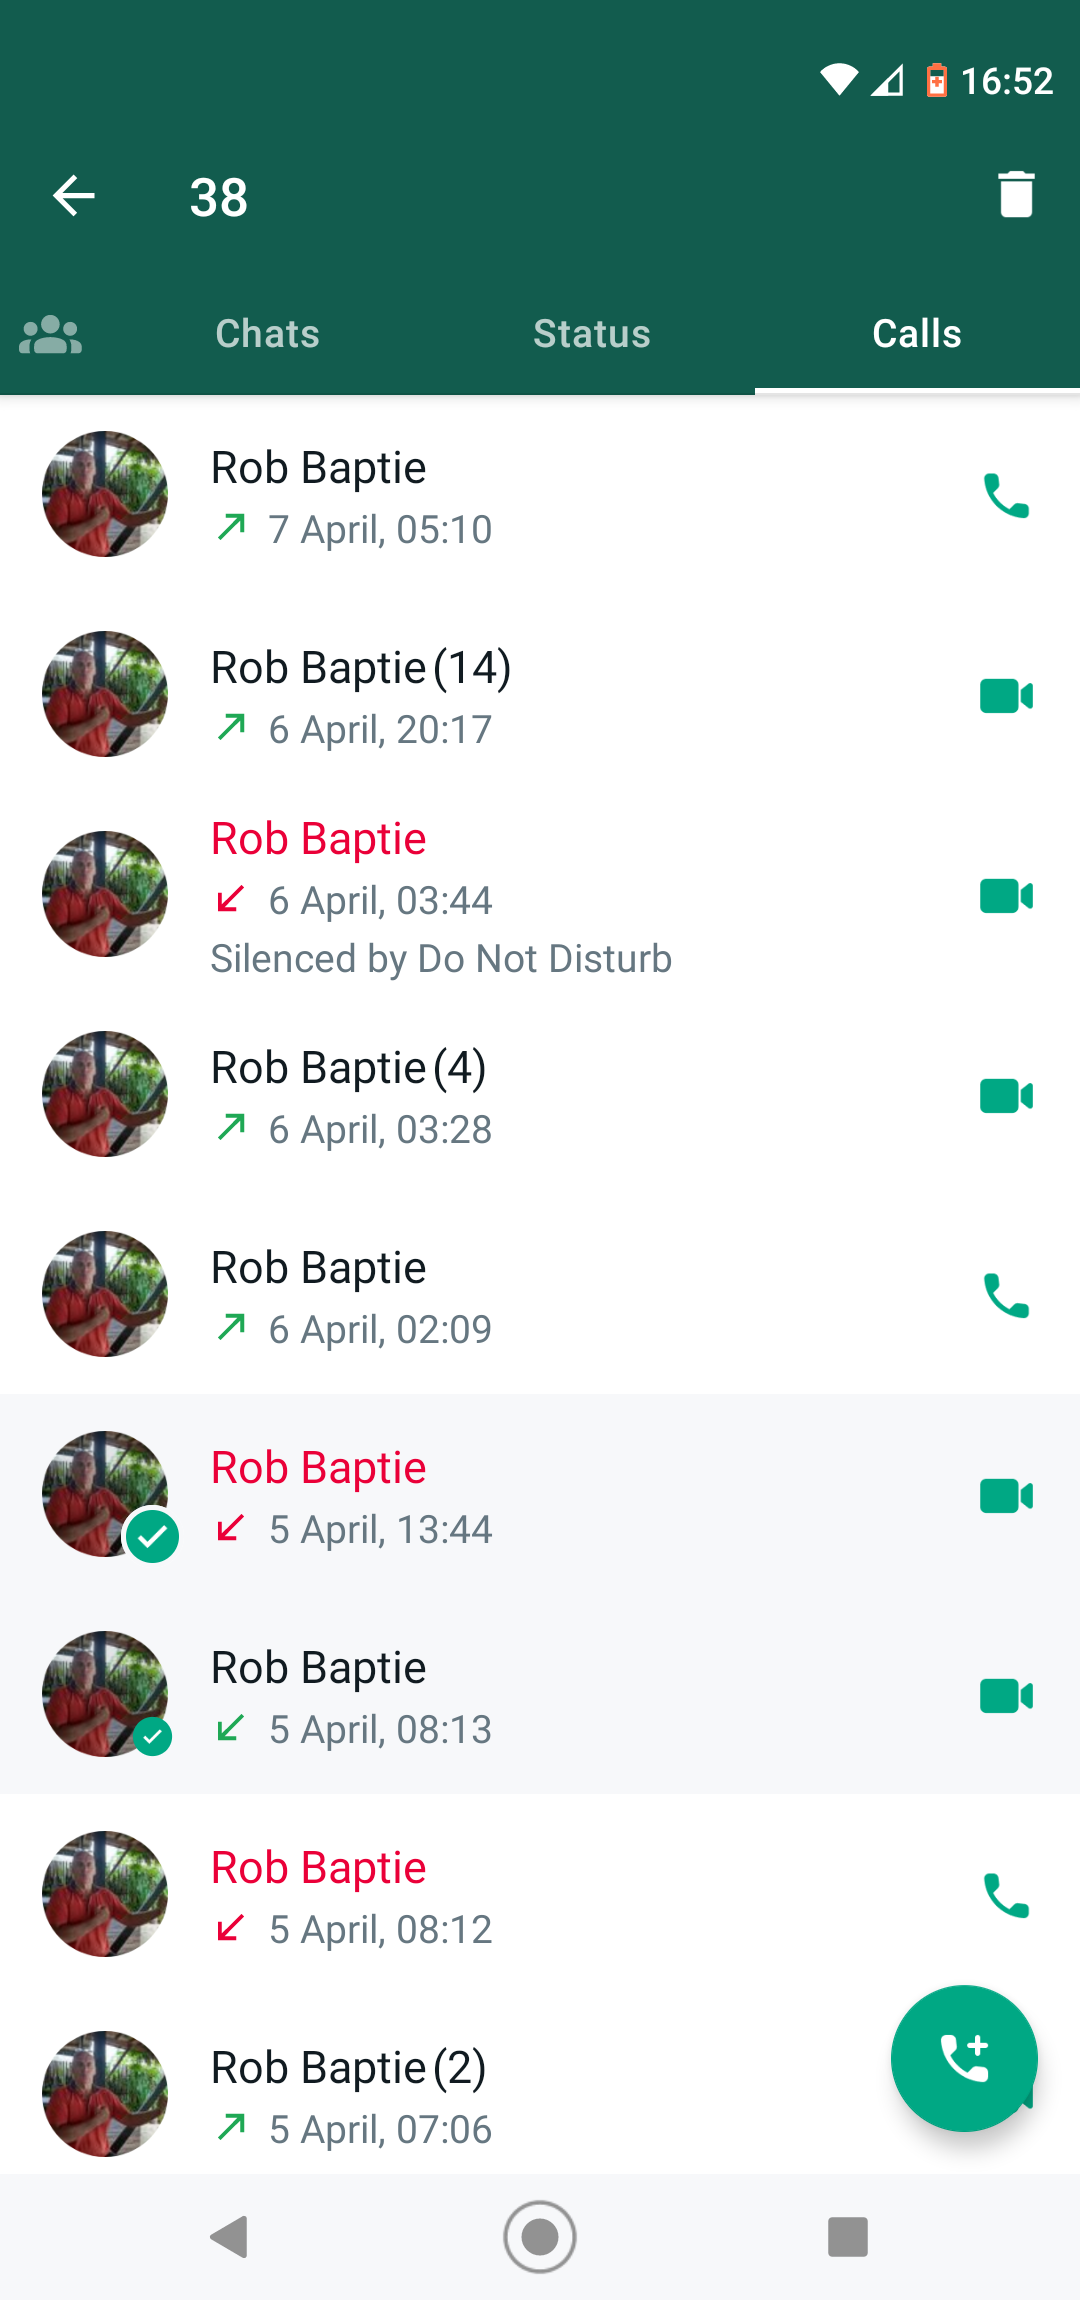 16:52
38
Chats Status Calls
Rob Baptie
7 April, 05:10
Rob Baptie (14)
6 April, 20:17
Rob Baptie
6 April, 03:44
Silenced by Do Not Disturb
Rob Baptie (4)
6 April, 03:28
Rob Baptie
6 April, 02:09
Rob Baptie
5 April, 13:44
Rob Baptie
5 April, 08:13
Rob Baptie
5 April, 08:12
Rob Baptie (2)
5 April, 07:06